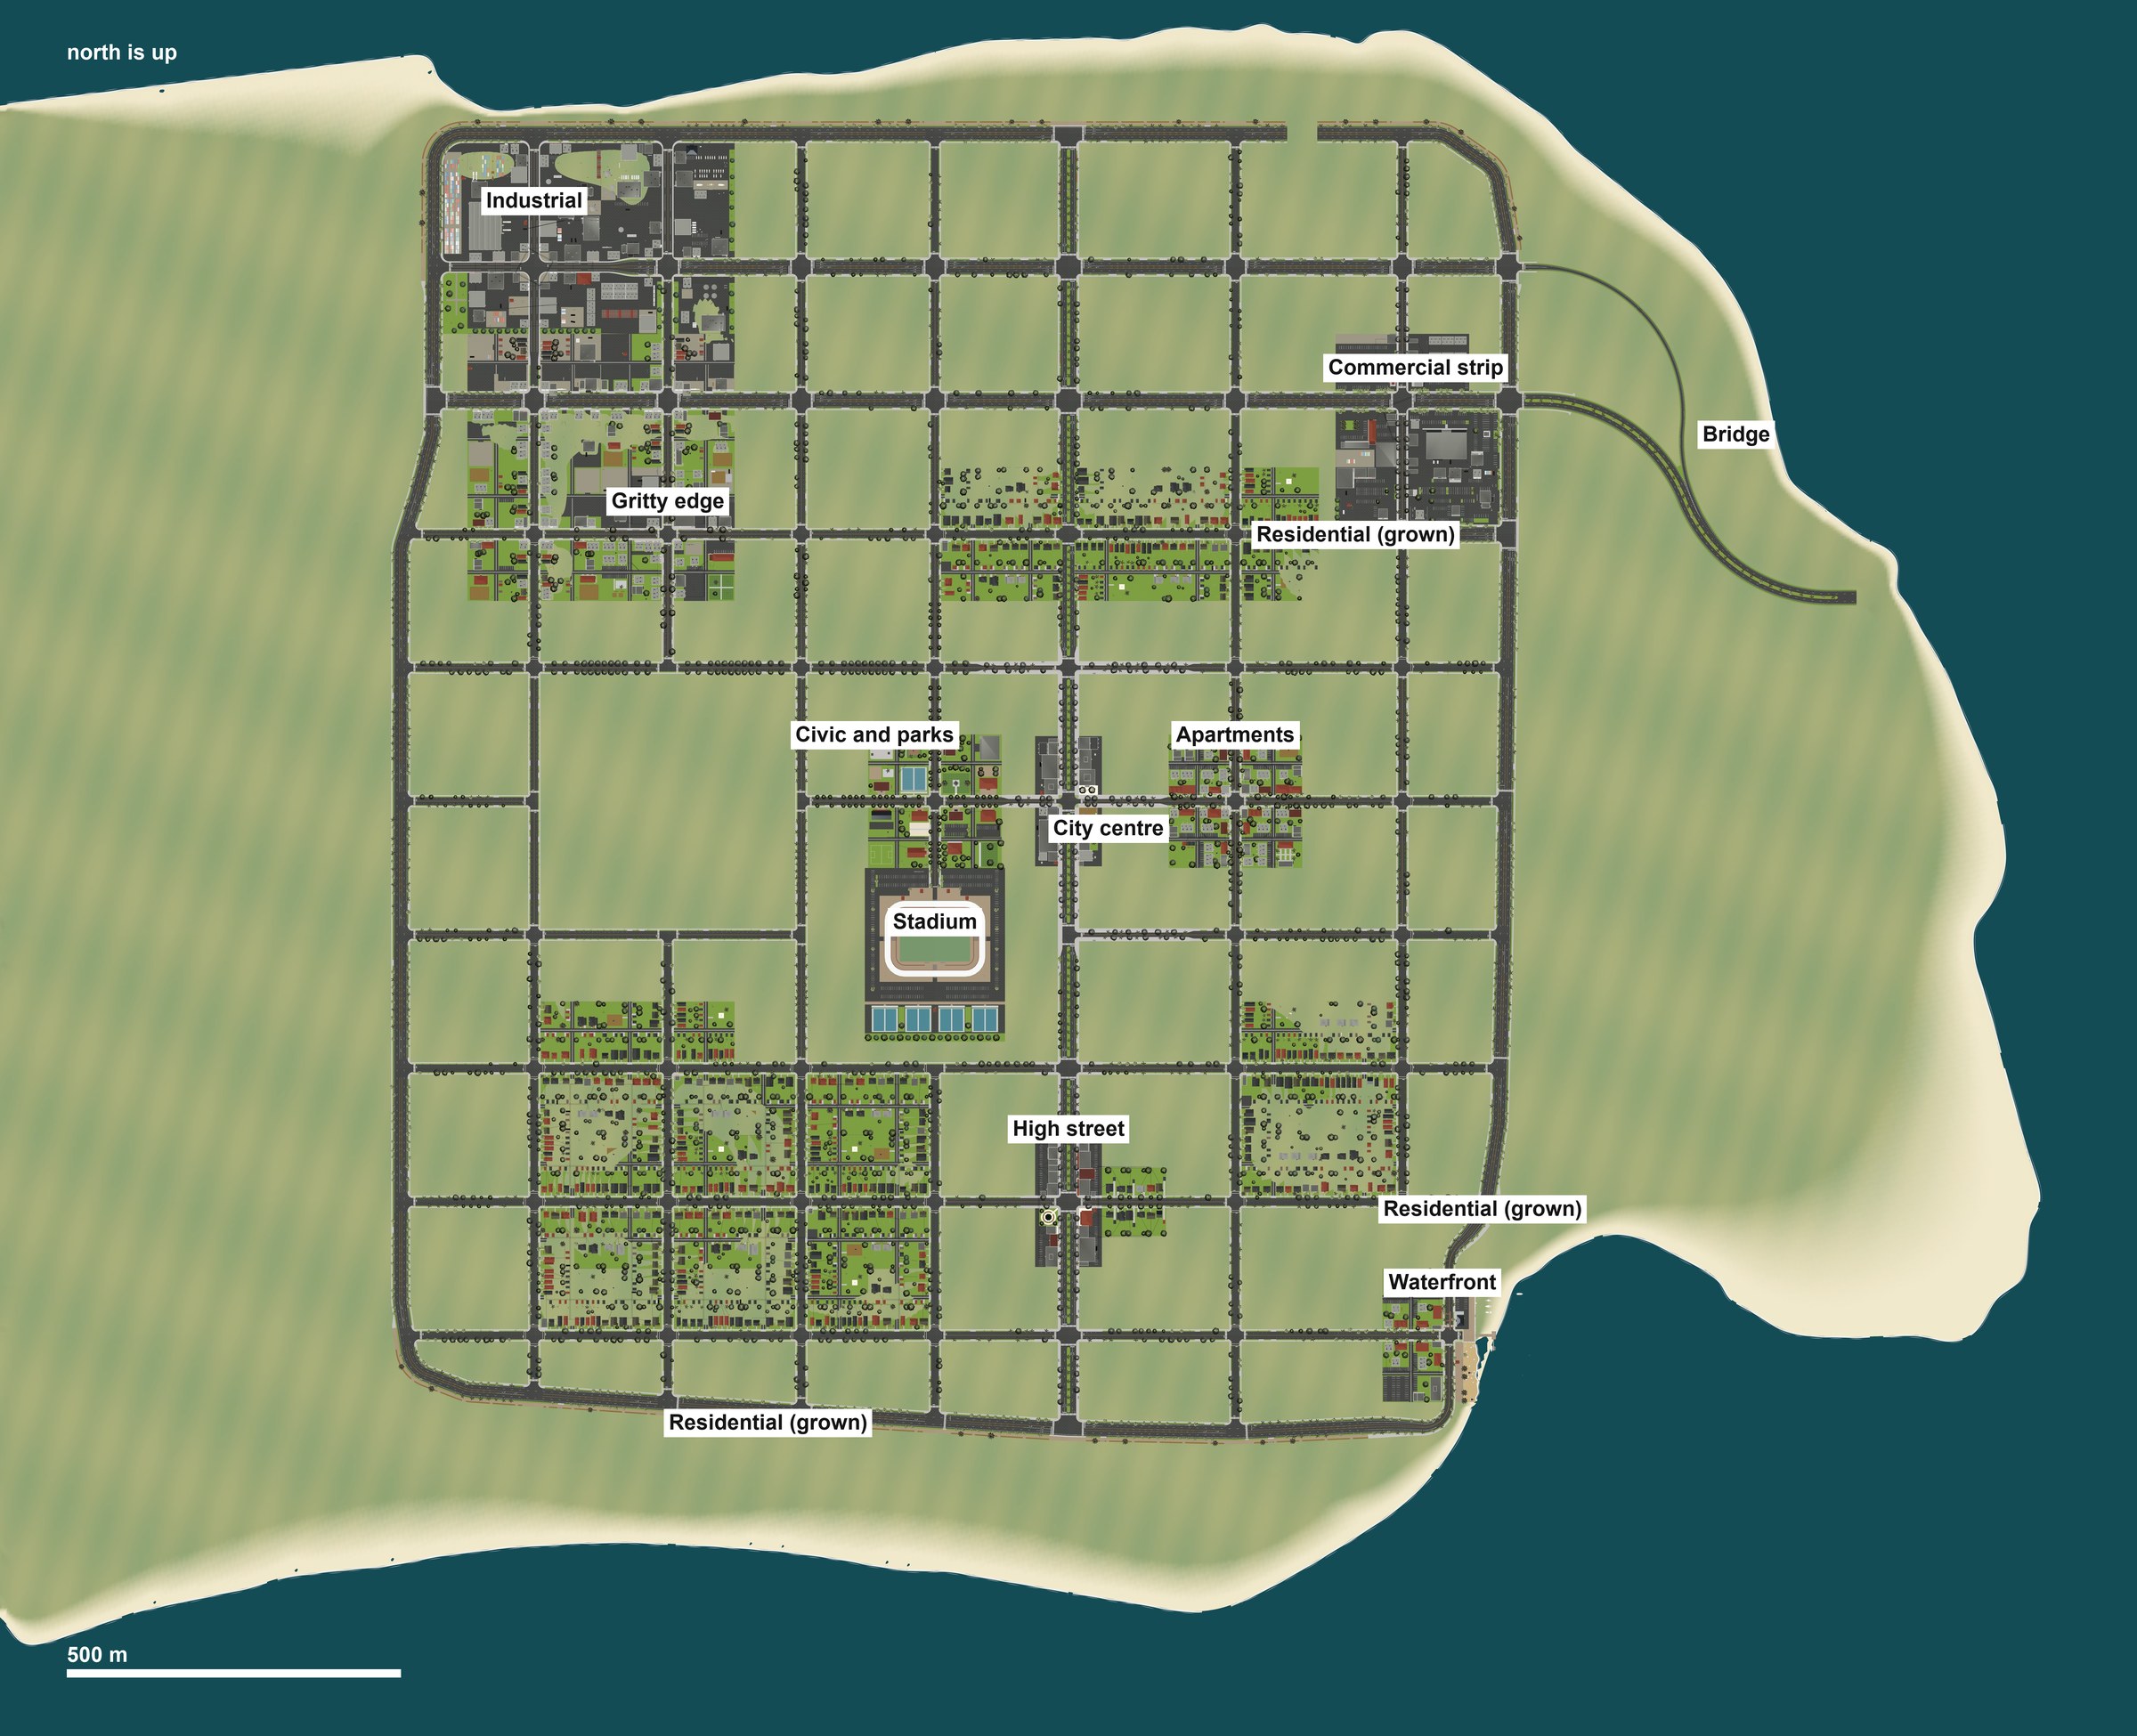 north is up
Industrial
Commercial strip
Bridge
Gritty edge
Residential (grown)
Civic and parks
Apartments
City centre
Stadium
High street
Residential (grown)
Waterfront
Residential (grown)
500 m